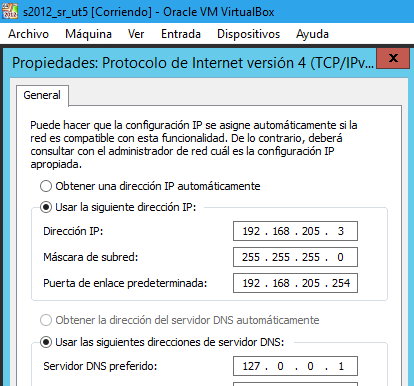 s2012_sr_ut5 [Corriendo] - Oracle VM VirtualBox
Archivo Máquina Ver Entrada Dispositivos Ayuda
Propiedades: Protocolo de Internet versión 4 (TCP/IPv... X
General
Puede hacer que la configuración IP se asigne automáticamente si la
red es compatible con esta funcionalidad. De lo contrario, deberá
consultar con el administrador de red cuál es la configuración IP
apropiada.
Obtener una dirección IP automáticamente
Usar la siguiente dirección IP:
Dirección IP: 192 . 168 . 205 . 3
Máscara de subred: 255 . 255 . 255 . 0
Puerta de enlace predeterminada: 192 . 168 . 205 . 254
Obtener la dirección del servidor DNS automáticamente
Usar las siguientes direcciones de servidor DNS:
Servidor DNS preferido: 127 . 0 . 0 . 1